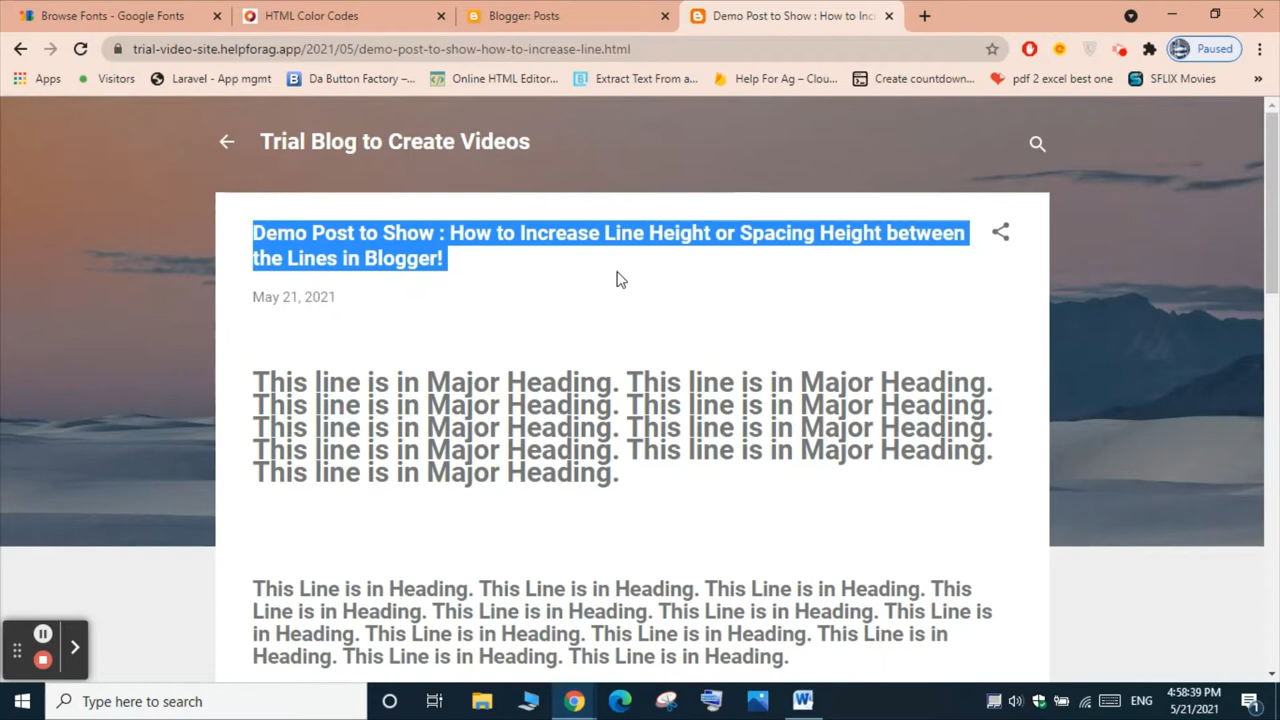 Browse Fonts - Google Fonts
HTML Color Codes
Blogger: Posts
Demo Post to Show : How to Inc
trial-video-site.helpforag.app/2021/05/demo-post-to-show-how-to-increase-line.html
Paused
Apps
Visitors
Laravel - App mgmt
Da Button Factory –...
Online HTML Editor...
Extract Text From a...
Help For Ag – Clou...
Create countdown...
pdf 2 excel best one
SFLIX Movies
Trial Blog to Create Videos
Demo Post to Show : How to Increase Line Height or Spacing Height between
the Lines in Blogger!
May 21, 2021
This line is in Major Heading. This line is in Major Heading.
This line is in Major Heading. This line is in Major Heading.
This line is in Major Heading. This line is in Major Heading.
This line is in Major Heading. This line is in Major Heading.
This line is in Major Heading.
This Line is in Heading. This Line is in Heading. This Line is in Heading. This
Line is in Heading. This Line is in Heading. This Line is in Heading. This Line is
in Heading. This Line is in Heading. This Line is in Heading. This Line is in
Heading. This Line is in Heading. This Line is in Heading.
Type here to search
ENG
4:58:39 PM
5/21/2021
1